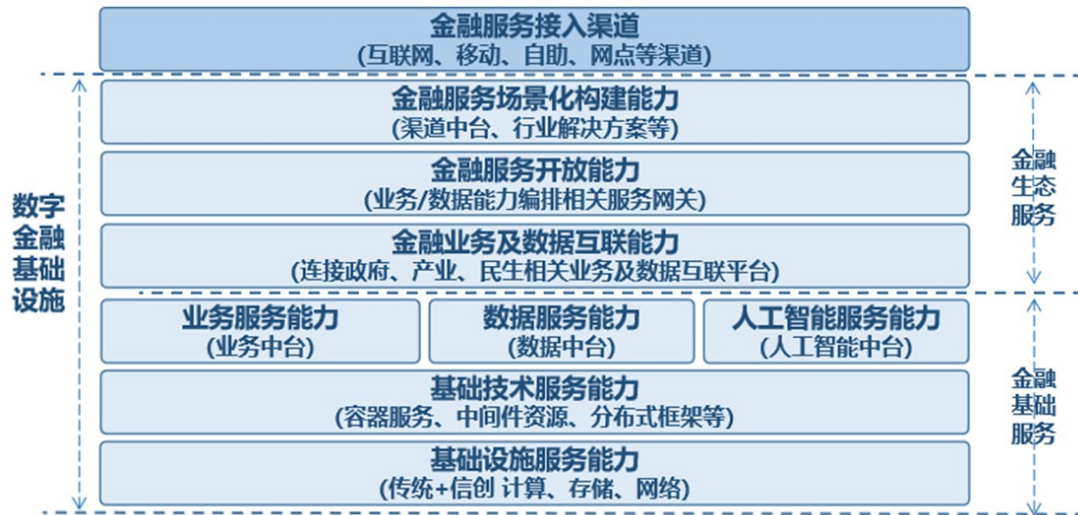 金融服务接入渠道
(互联网、移动、自助、网点等渠道)
金融服务场景化构建能力
(渠道中台、行业解决方案等)
金融服务开放能力
(业务/数据能力编排相关服务网关)
金融业务及数据互联能力
(连接政府、产业、民生相关业务及数据互联平台)
业务服务能力
(业务中台)
数据服务能力
(数据中台)
人工智能服务能力
(人工智能中台)
基础技术服务能力
(容器服务、中间件资源、分布式框架等)
基础设施服务能力
(传统+信创 计算、存储、网络)
数字
金融
基础
设施
金融
生态
服务
金融
基础
服务